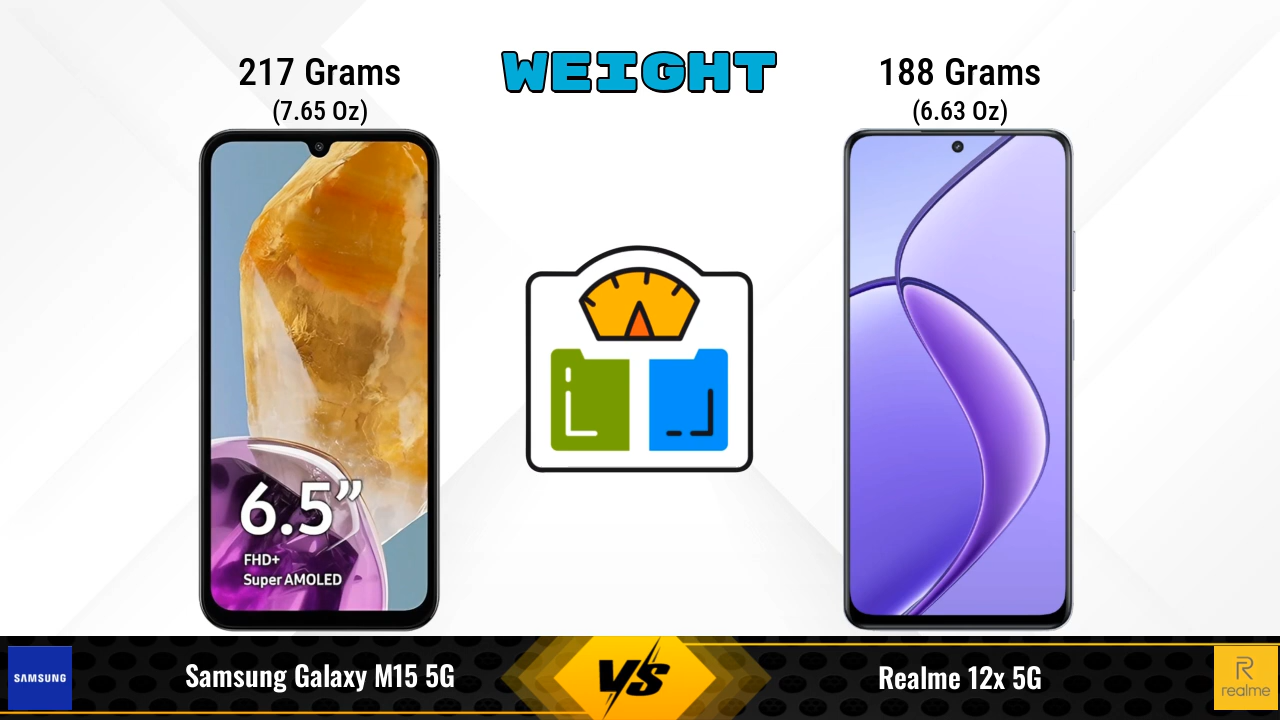 WEIGHT
217 Grams
(7.65 Oz)
188 Grams
(6.63 Oz)
6.5”
FHD+
Super AMOLED
SAMSUNG
Samsung Galaxy M15 5G
VS
Realme 12x 5G
R
realme